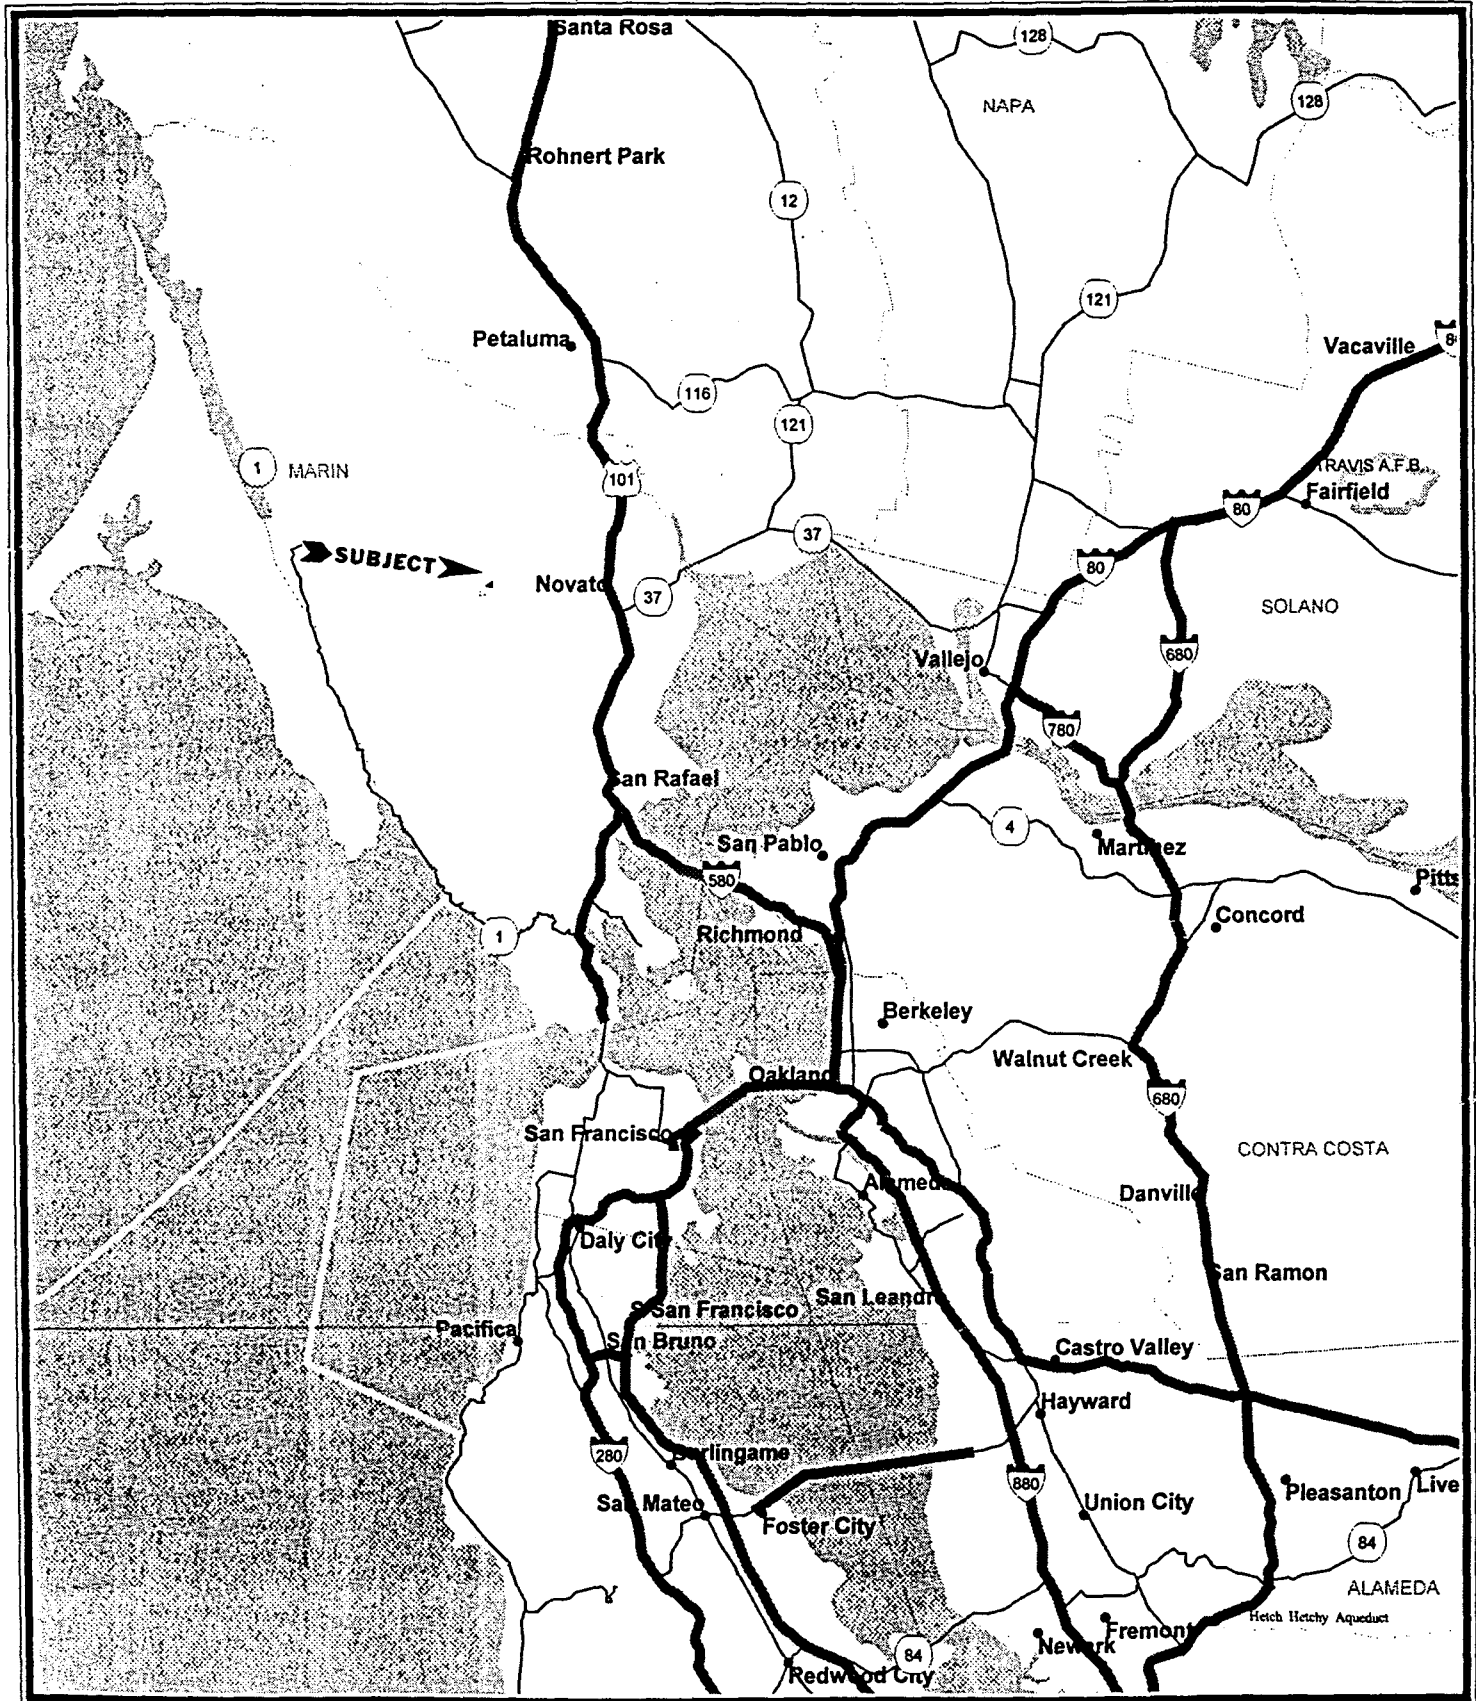 Santa Rosa
128
NAPA
128
Rohnert Park
12
121
Petaluma
Vacaville
116
121
1
MARIN
101
TRAVIS A.F.B.
Fairfield
80
37
SUBJECT
80
Novato
37
SOLANO
680
Vallejo
780
San Rafael
4
San Pablo
Martinez
580
Pitts
Concord
Richmond
1
Berkeley
Walnut Creek
Oakland
680
San Francisco
CONTRA COSTA
Alameda
Danville
Daly City
San Ramon
San Leandro
S San Francisco
Pacifica
San Bruno
Castro Valley
Hayward
280
Burlingame
880
Pleasanton
Live
San Mateo
Union City
Foster City
84
ALAMEDA
Hetch Hetchy Aqueduct
Fremont
Newark
84
Redwood City